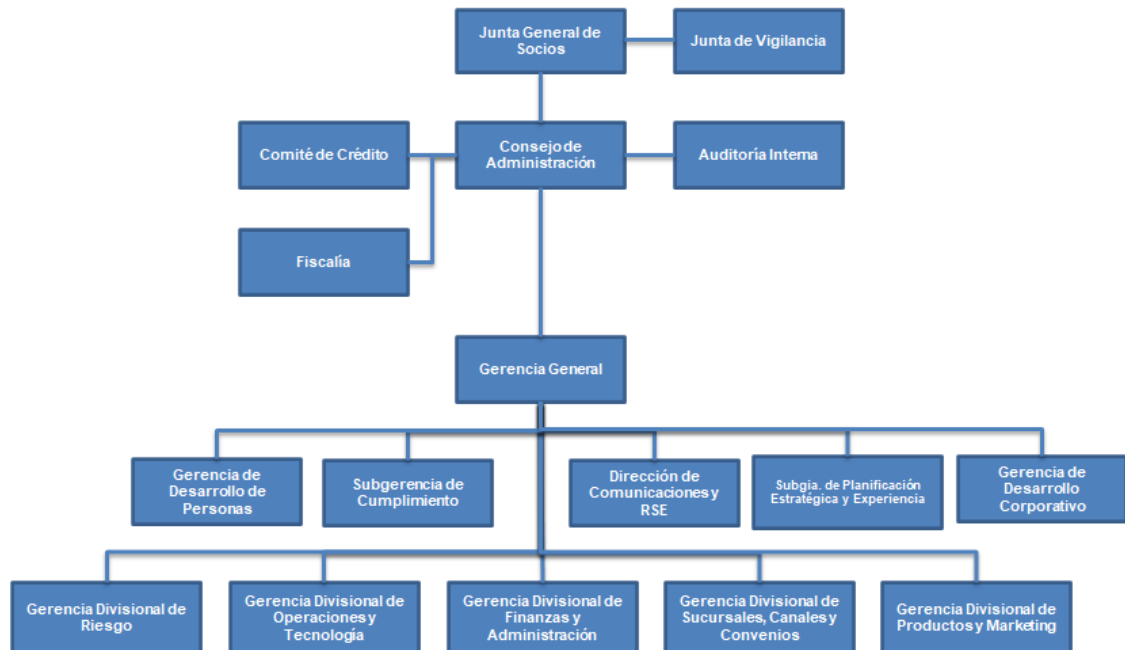 Junta General de
Socios
Junta de Vigilancia
Comité de Crédito
Consejo de
Administración
Auditoría Interna
Fiscalía
Gerencia General
Gerencia de
Desarrollo de
Personas
Subgerencia de
Cumplimiento
Dirección de
Comunicaciones y
RSE
Subgia. de Planificación
Estratégica y Experiencia
Gerencia de
Desarrollo
Corporativo
Gerencia Divisional de
Riesgo
Gerencia Divisional de
Operaciones y
Tecnología
Gerencia Divisional de
Finanzas y
Administración
Gerencia Divisional de
Sucursales, Canales y
Convenios
Gerencia Divisional de
Productos y Marketing